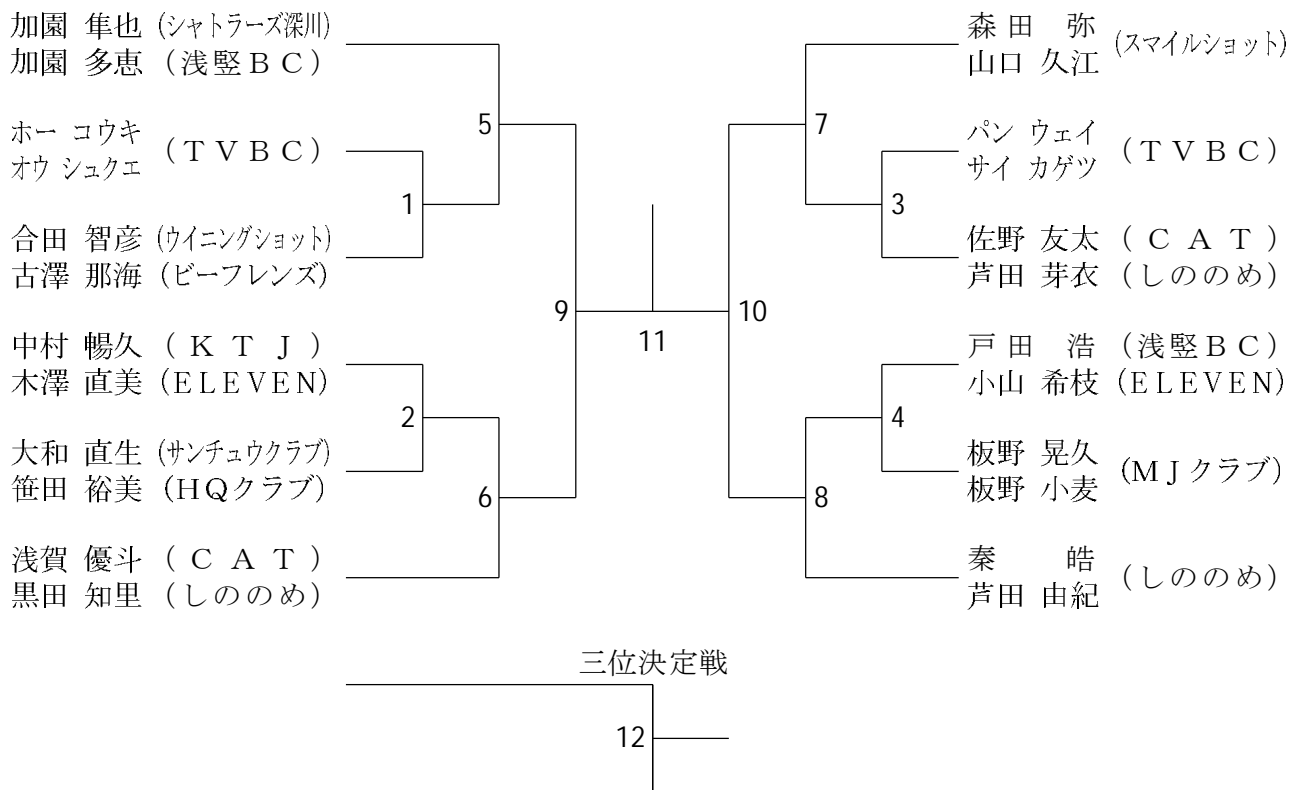 加園 隼也 (シャトラーズ深川)
加園 多恵 (浅堅BC)
ホー コウキ
オウ シュクエ
(TVBC)
合田 智彦 (ウイニングショット)
古澤 那海 (ビーフレンズ)
中村 暢久 (KTJ)
木澤 直美 (ELEVEN)
大和 直生 (サンチュウクラブ)
笹田 裕美 (HQクラブ)
浅賀 優斗 (CAT)
黒田 知里 (しののめ)
5
1
9
2
6
11
7
3
10
4
8
森田 弥
山口 久江
(スマイルショット)
パン ウェイ
サイ カゲツ
(TVBC)
佐野 友太 (CAT)
芦田 芽衣 (しののめ)
戸田 浩 (浅堅BC)
小山 希枝 (ELEVEN)
板野 晃久
板野 小麦
(MJクラブ)
秦 皓
芦田 由紀
(しののめ)
三位決定戦
12